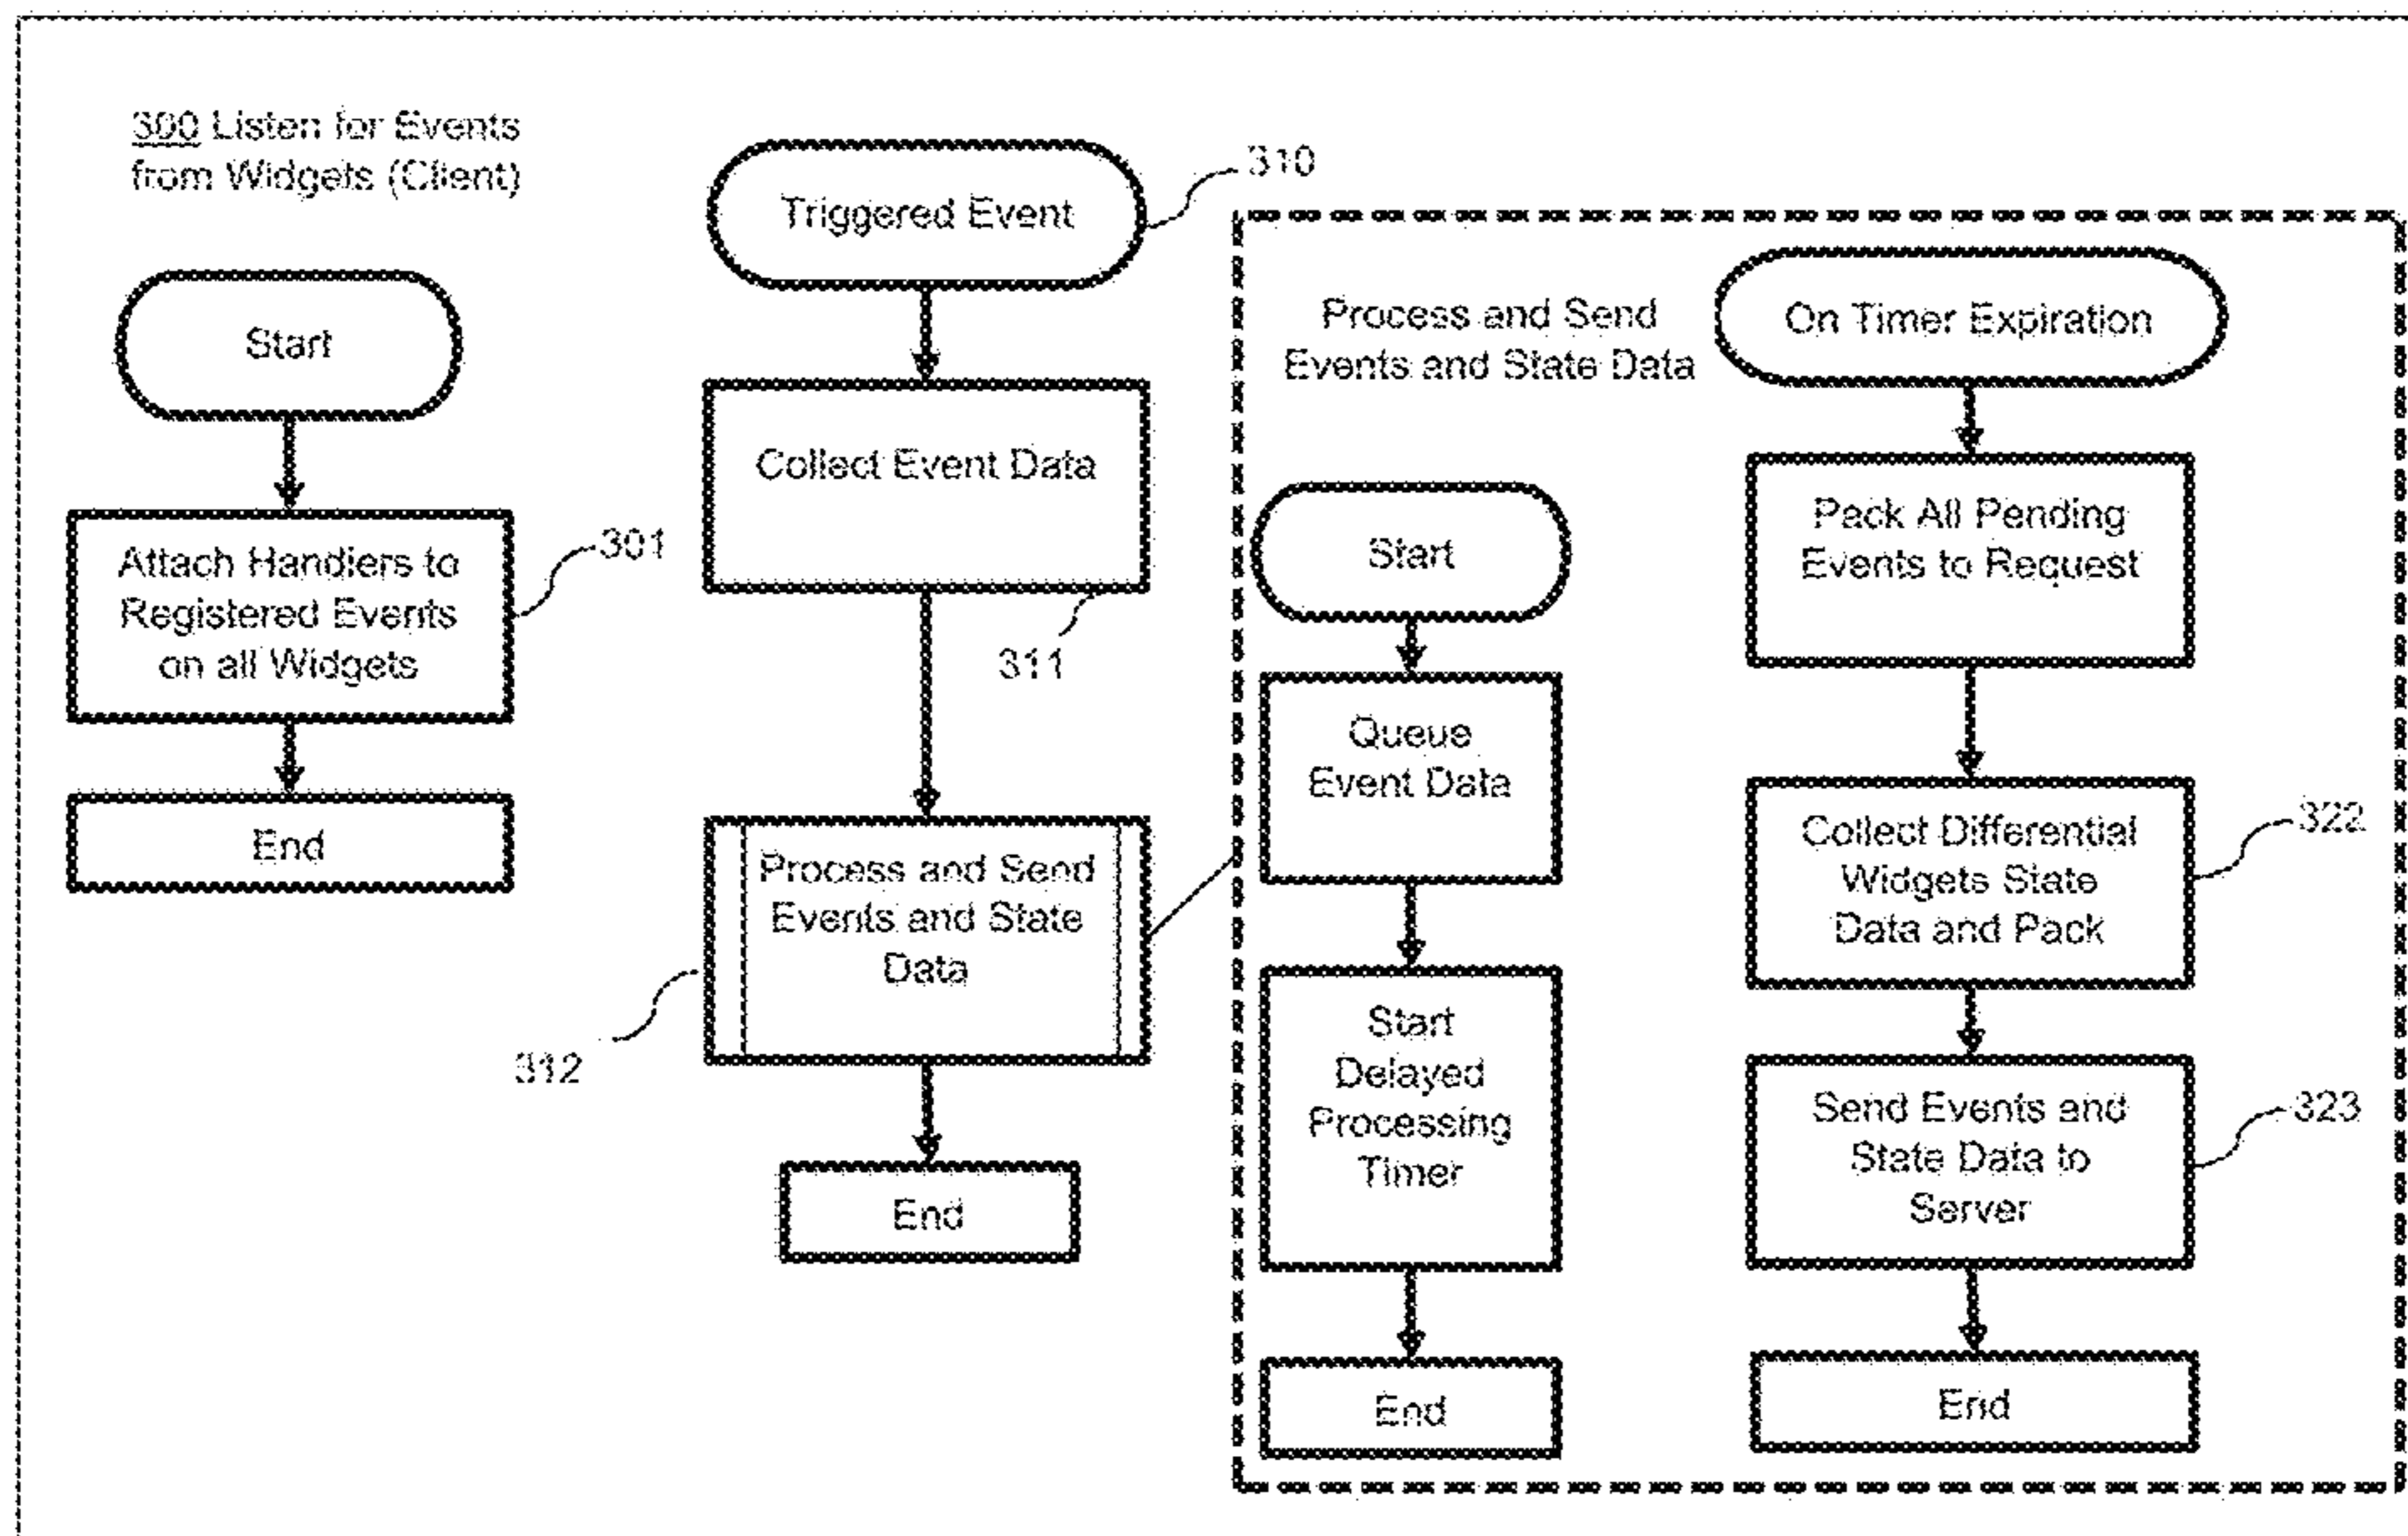 300 Listen for Events
from Widgets (Client)
Start
Attach Handlers to
Registered Events
on all Widgets
301
End
Triggered Event
310
Collect Event Data
311
Process and Send
Events and State
Data
312
End
Process and Send
Events and State Data
Start
Queue
Event Data
Start
Delayed
Processing
Timer
End
On Timer Expiration
Pack All Pending
Events to Request
Collect Differential
Widgets State
Data and Pack
322
Send Events and
State Data to
Server
323
End